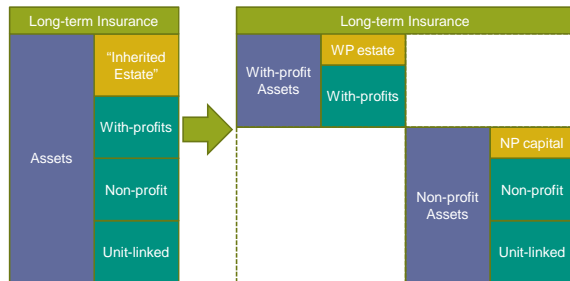 Long-term Insurance
Assets
“Inherited
Estate”
With-profits
Non-profit
Unit-linked
Long-term Insurance
With-profit
Assets
WP estate
With-profits
Non-profit
Assets
NP capital
Non-profit
Unit-linked